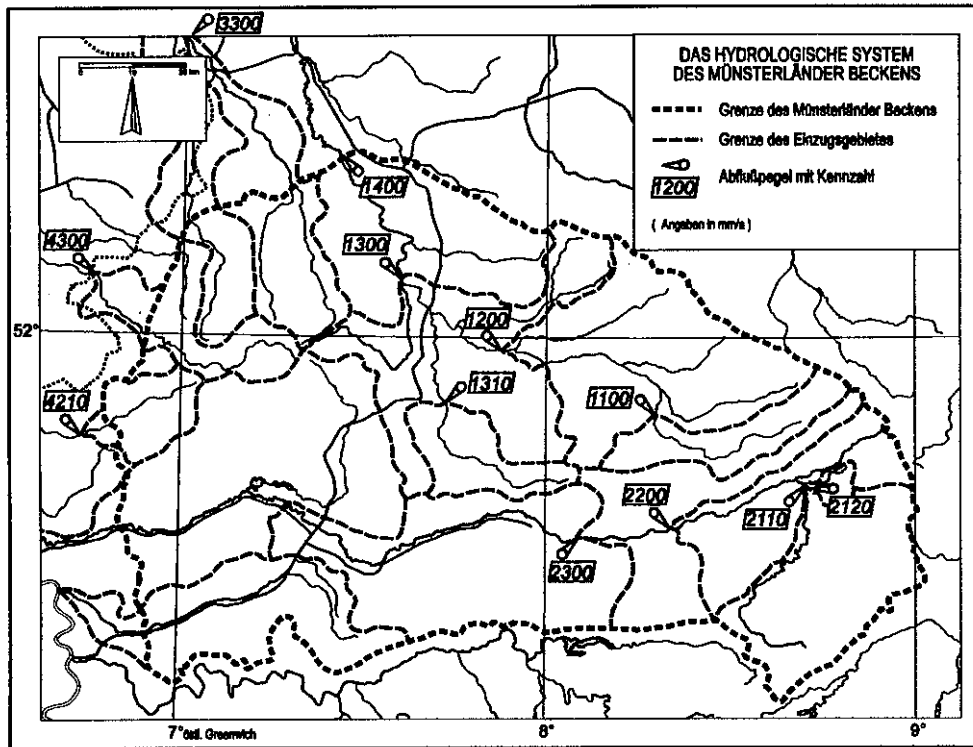 3300
DAS HYDROLOGISCHE SYSTEM
DES MÜNSTERLÄNDER BECKENS
Grenze des Münsterländer Beckens
Grenze des Einzugsgebietes
1200
Abflußpegel mit Kennzahl
( Angaben in mm/a )
1400
4300
1300
52°
1200
4210
1310
1100
2200
2110
2120
2300
7°
östl. Greenwich
8°
9°